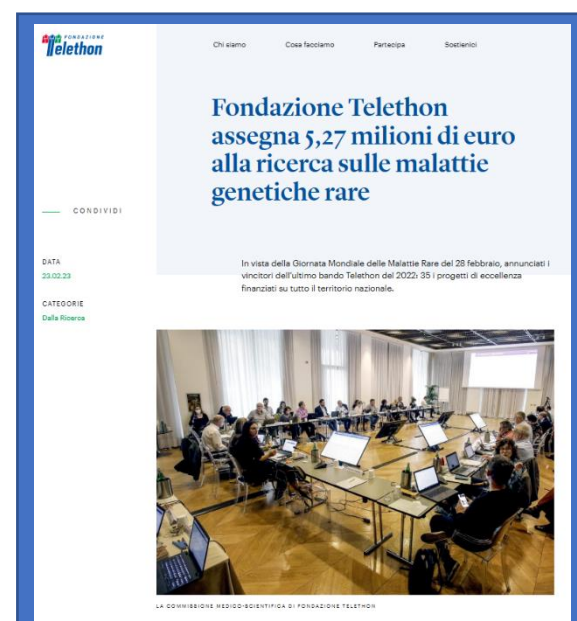 FONDAZIONE
Telethon
Chi siamo
Cosa facciamo
Partecipa
Sostienici
Fondazione Telethon
assegna 5,27 milioni di euro
alla ricerca sulle malattie
genetiche rare
CONDIVIDI
DATA
23.02.23
CATEGORIE
Dalla Ricerca
In vista della Giornata Mondiale delle Malattie Rare del 28 febbraio, annunciati i
vincitori dell'ultimo bando Telethon del 2022: 35 i progetti di eccellenza
finanziati su tutto il territorio nazionale.
LA COMMISSIONE MEDICO-SCIENTIFICA DI FONDAZIONE TELETHON